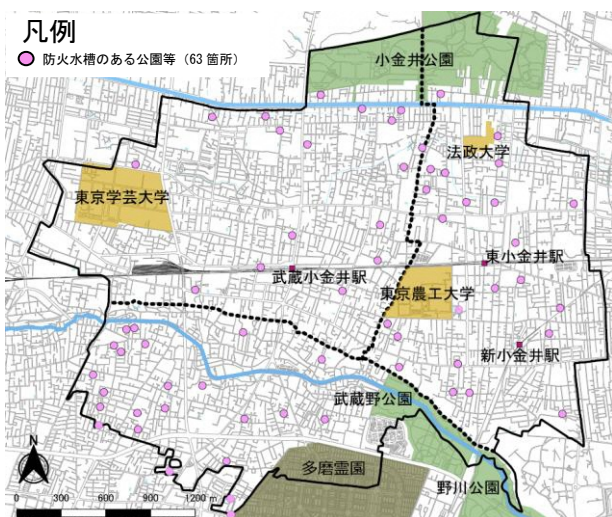 凡例
防火水槽のある公園等（63 箇所）
小金井公園
法政大学
東京学芸大学
東小金井駅
武蔵小金井駅
東京農工大学
新小金井駅
武蔵野公園
多磨霊園
野川公園
N
0 300 600 900 1200 m